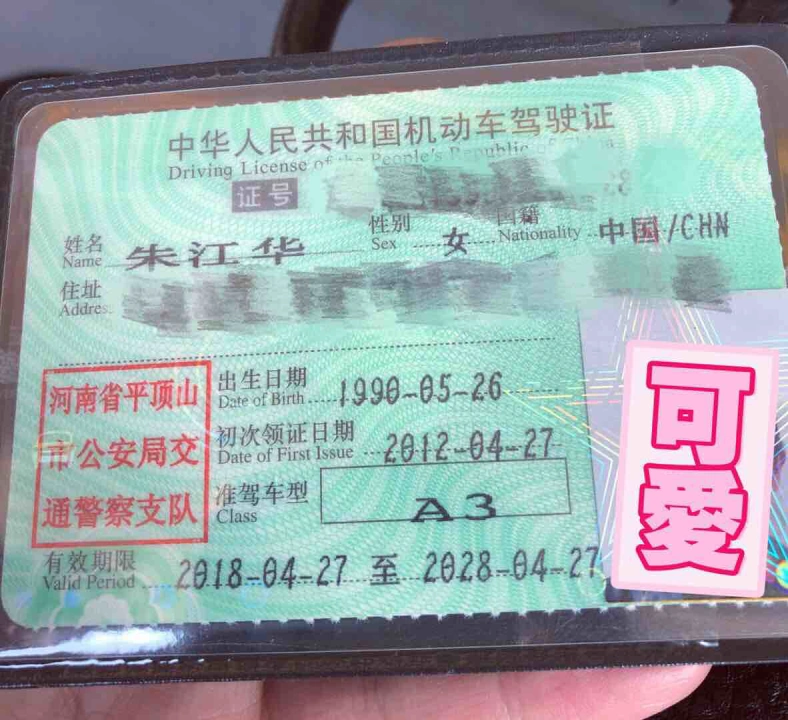 中华人民共和国机动车驾驶证
Driving License of the People's Republic of
证号
姓名 朱江华 性别 女 国籍 中国/CHN
Name Sex Nationality
住址
Address
河南省平顶山
市公安局交
通警察支队
出生日期 1990-05-26
Date of Birth
初次领证日期 2012-04-27
Date of First Issue
准驾车型 A3
Class
有效期限 2018-04-27 至 2028-04-27
Valid Period
可愛